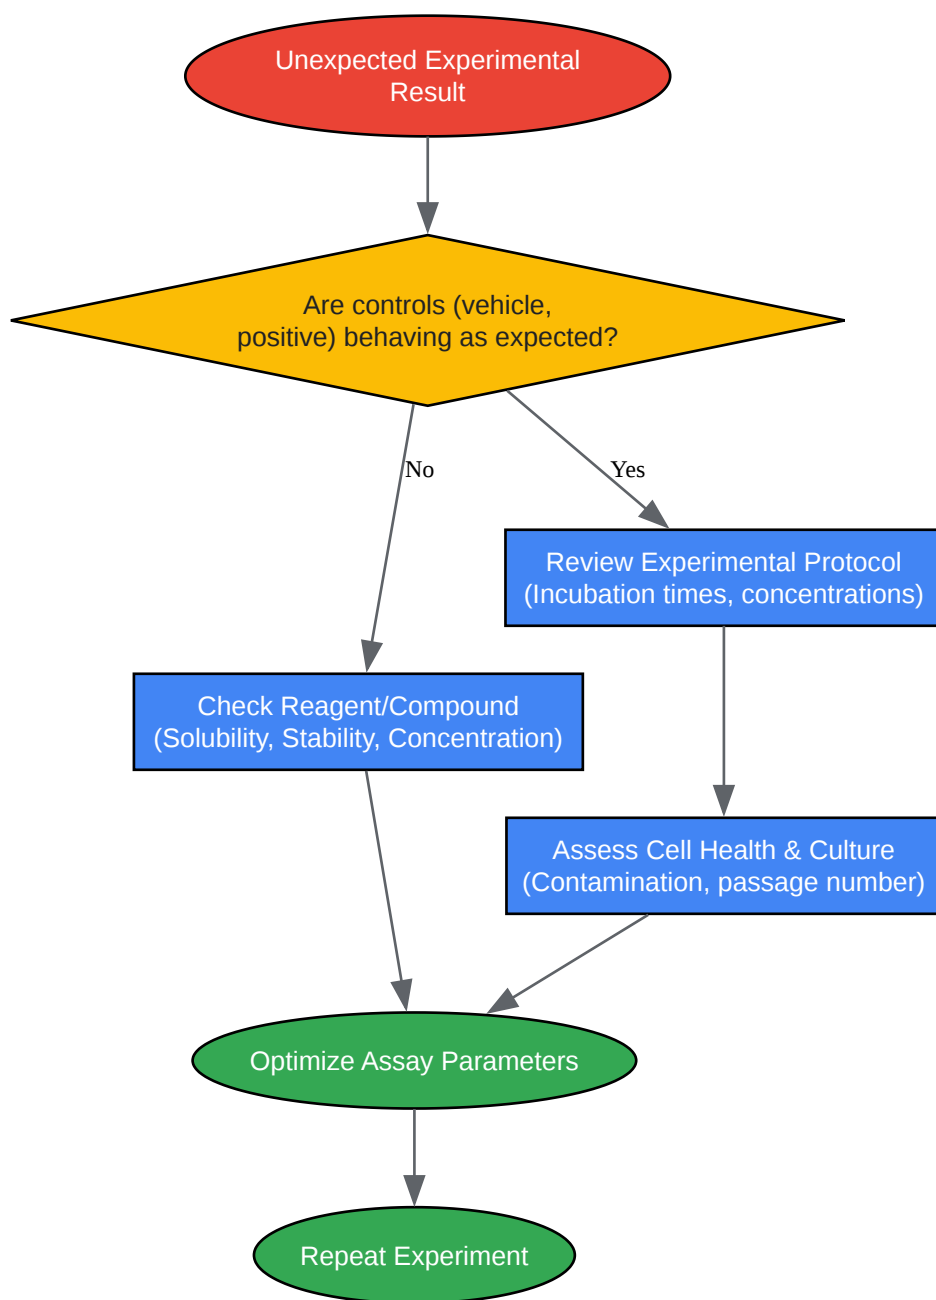 Unexpected Experimental
Result
Are controls (vehicle,
positive) behaving as expected?
No
Yes
Review Experimental Protocol
(Incubation times, concentrations)
Check Reagent/Compound
(Solubility, Stability, Concentration)
Assess Cell Health & Culture
(Contamination, passage number)
Optimize Assay Parameters
Repeat Experiment